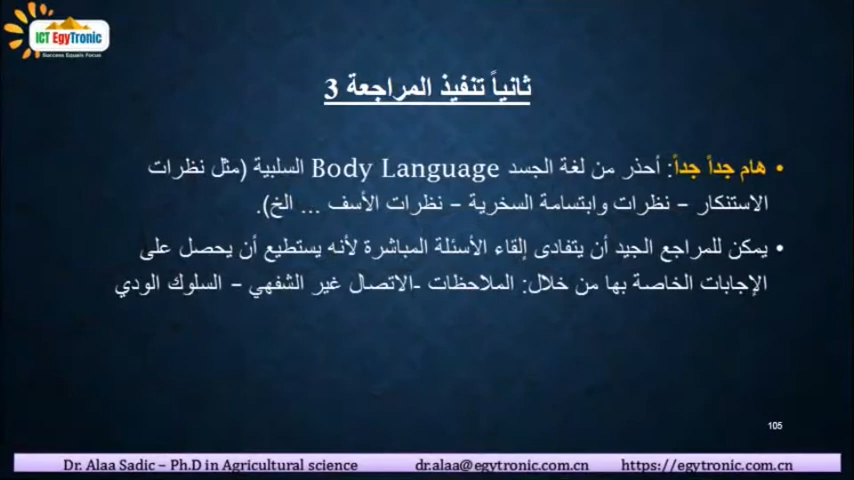 ICT EgyTronic
Success Equals Focus
ثانياً تنفيذ المراجعة 3
• هام جداً جداً: أحذر من لغة الجسد Body Language السلبية (مثل نظرات
الاستنكار – نظرات وابتسامة السخرية – نظرات الأسف ... الخ).
• يمكن للمراجع الجيد أن يتفادى إلقاء الأسئلة المباشرة لأنه يستطيع أن يحصل على
الإجابات الخاصة بها من خلال: الملاحظات -الاتصال غير الشفهي – السلوك الودي
105
Dr. Alaa Sadic – Ph.D in Agricultural science dr.alaa@egytronic.com.cn https://egytronic.com.cn